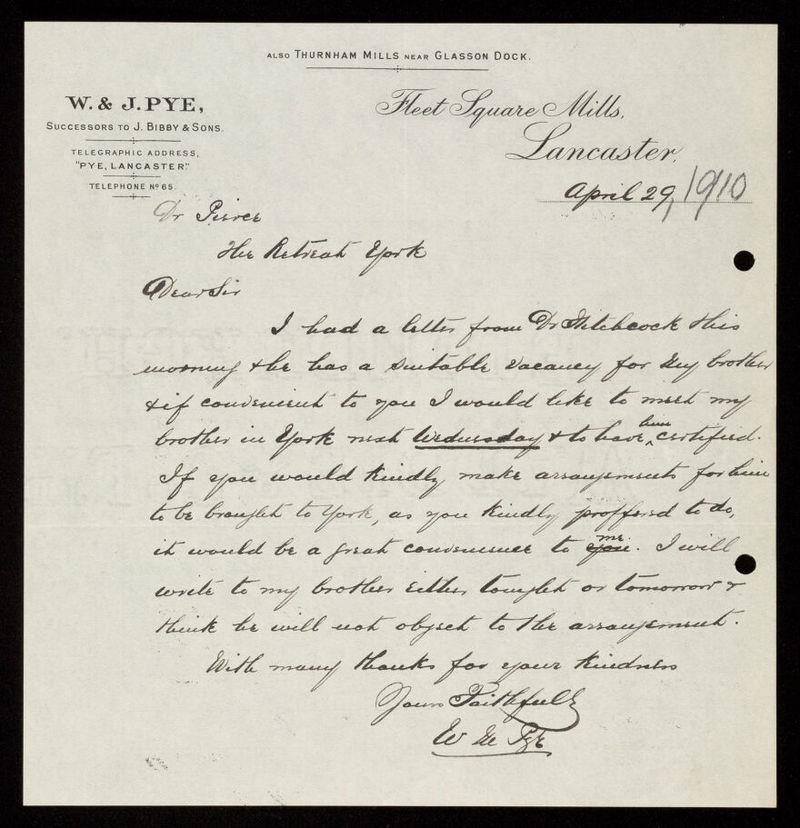 ALSO THURNHAM MILLS NEAR GLASSON DOCK.
W. & J. PYE,
SUCCESSORS TO J. BIBBY & SONS.
TELEGRAPHIC ADDRESS,
"PYE, LANCASTER."
TELEPHONE Nº 65.
Fleet Square Mills,
Lancaster,
April 29, 1910
Dr Pierce
The Retreat York
Dear Sir
I had a letter from Dr Hitchcock this
morning & he has a suitable vacancy for my brother
& if convenient to you I would like to meet my
brother in York next Wednesday & to have him certified.
If you would kindly make arrangements for him
to be brought to York, as you kindly proffered to do,
it would be a great convenience to you me. I will
write to my brother either tonight or tomorrow &
think he will not object to the arrangement.
With many thanks for your kindness
Yours Faithfully
W Pye